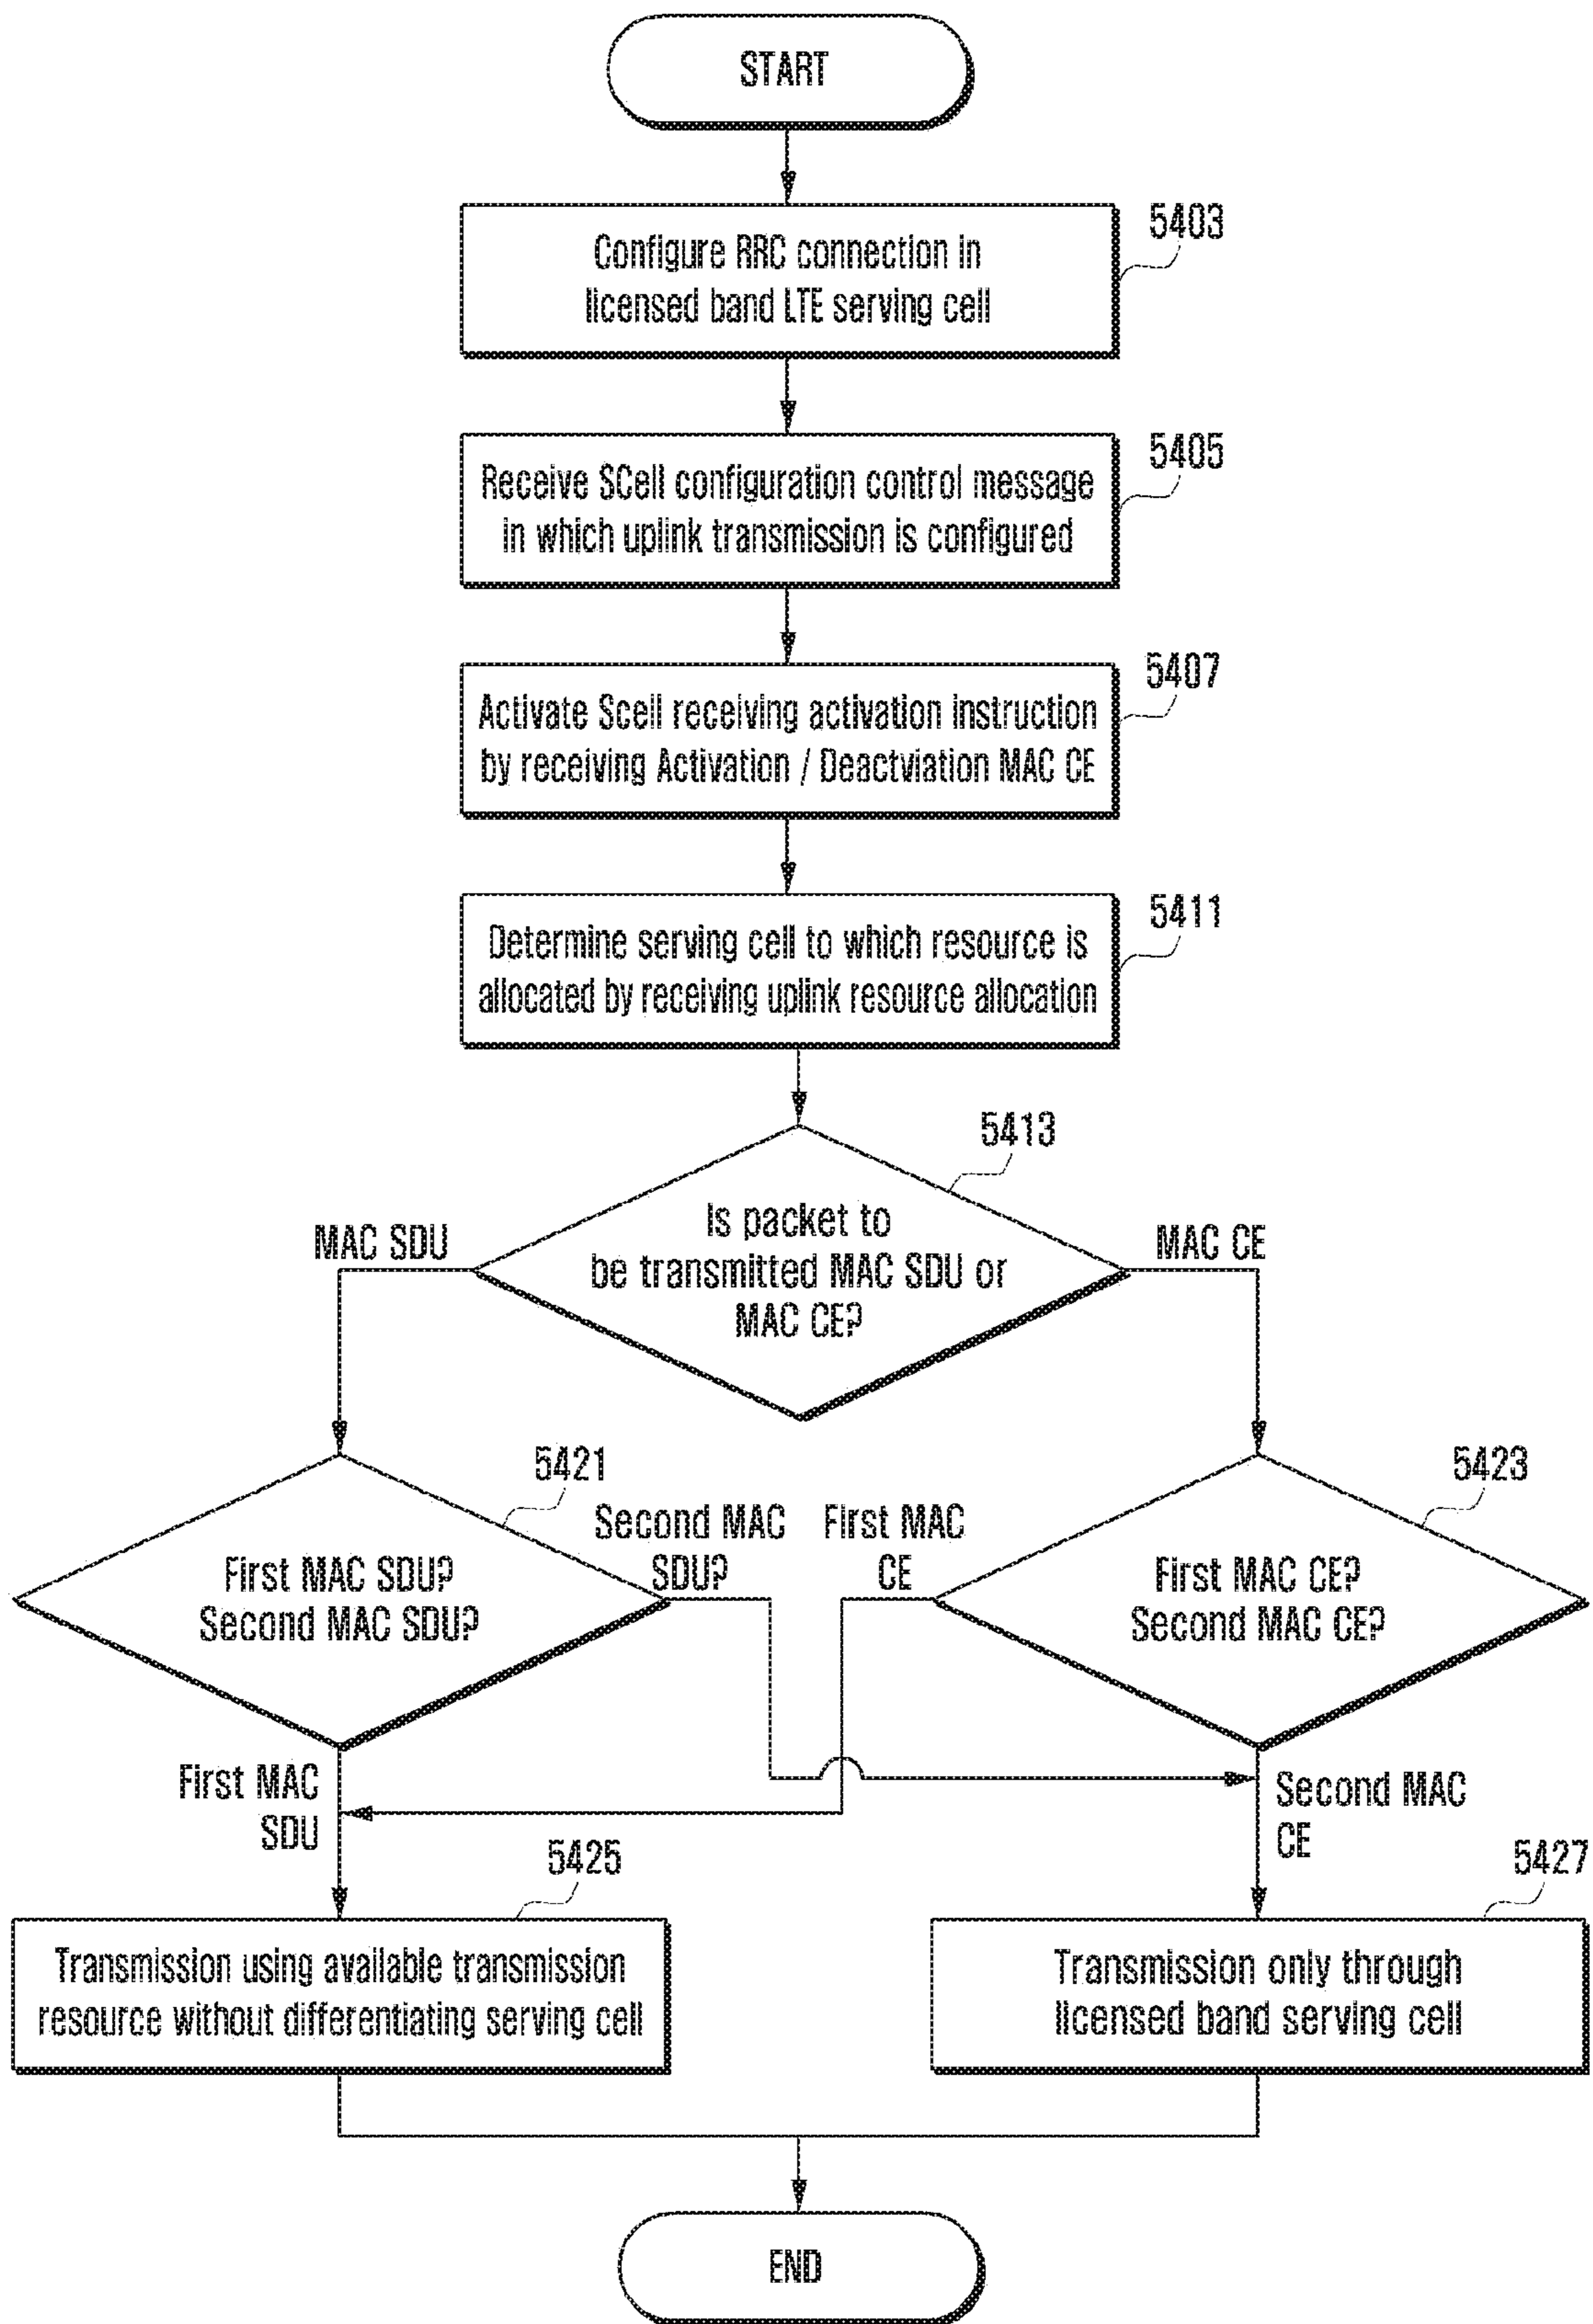 START
5403
Configure RRC connection in
licensed band LTE serving cell
5405
Receive SCell configuration control message
in which uplink transmission is configured
5407
Activate Scell receiving activation instruction
by receiving Activation / Deactviation MAC CE
5411
Determine serving cell to which resource is
allocated by receiving uplink resource allocation
5413
Is packet to
be transmitted MAC SDU or
MAC CE?
MAC SDU
MAC CE
5421
5423
First MAC SDU?
Second MAC SDU?
Second MAC
SDU?
First MAC
CE
First MAC CE?
Second MAC CE?
First MAC
SDU
Second MAC
CE
5425
5427
Transmission using available transmission
resource without differentiating serving cell
Transmission only through
licensed band serving cell
END